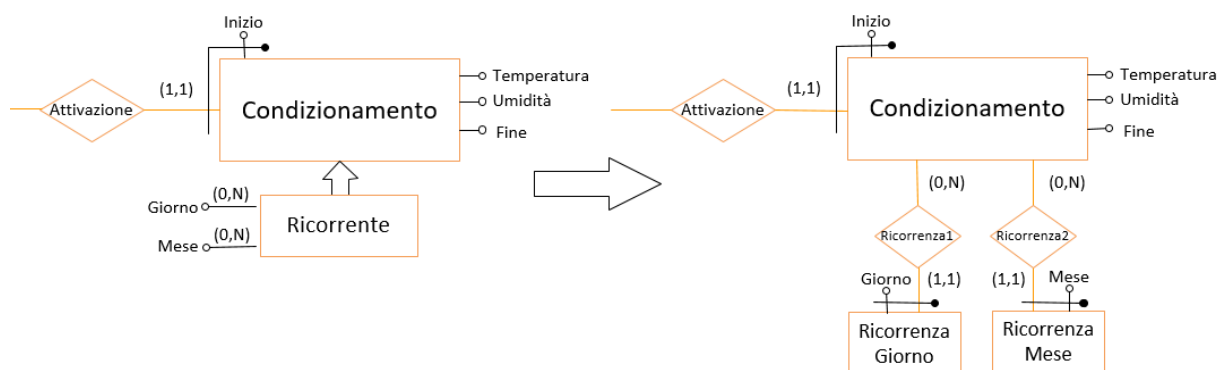 Inizio
Attivazione
(1,1)
Condizionamento
Temperatura
Umidità
Fine
Giorno
(0,N)
Mese
(0,N)
Ricorrente
Inizio
Attivazione
(1,1)
Condizionamento
Temperatura
Umidità
Fine
(0,N)
(0,N)
Ricorrenza1
Ricorrenza2
Giorno
(1,1)
(1,1)
Mese
Ricorrenza
Giorno
Ricorrenza
Mese